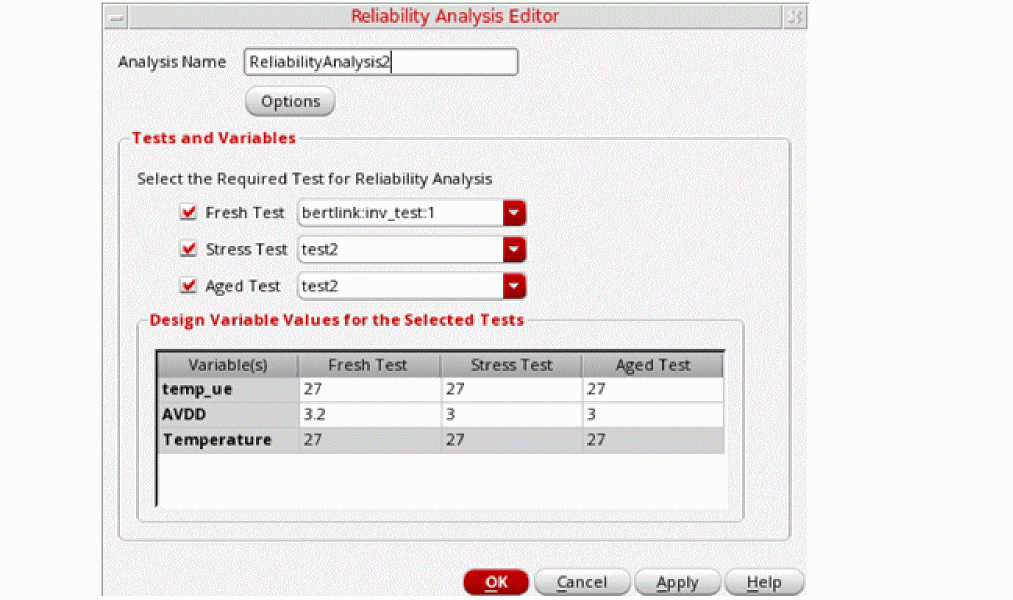 Reliability Analysis Editor
Analysis Name ReliabilityAnalysis2
Options
Tests and Variables
Select the Required Test for Reliability Analysis
Fresh Test bertlink:inv_test:1
Stress Test test2
Aged Test test2
Design Variable Values for the Selected Tests
Variable(s) Fresh Test Stress Test Aged Test
temp_ue 27 27 27
AVDD 3.2 3 3
Temperature 27 27 27
OK Cancel Apply Help